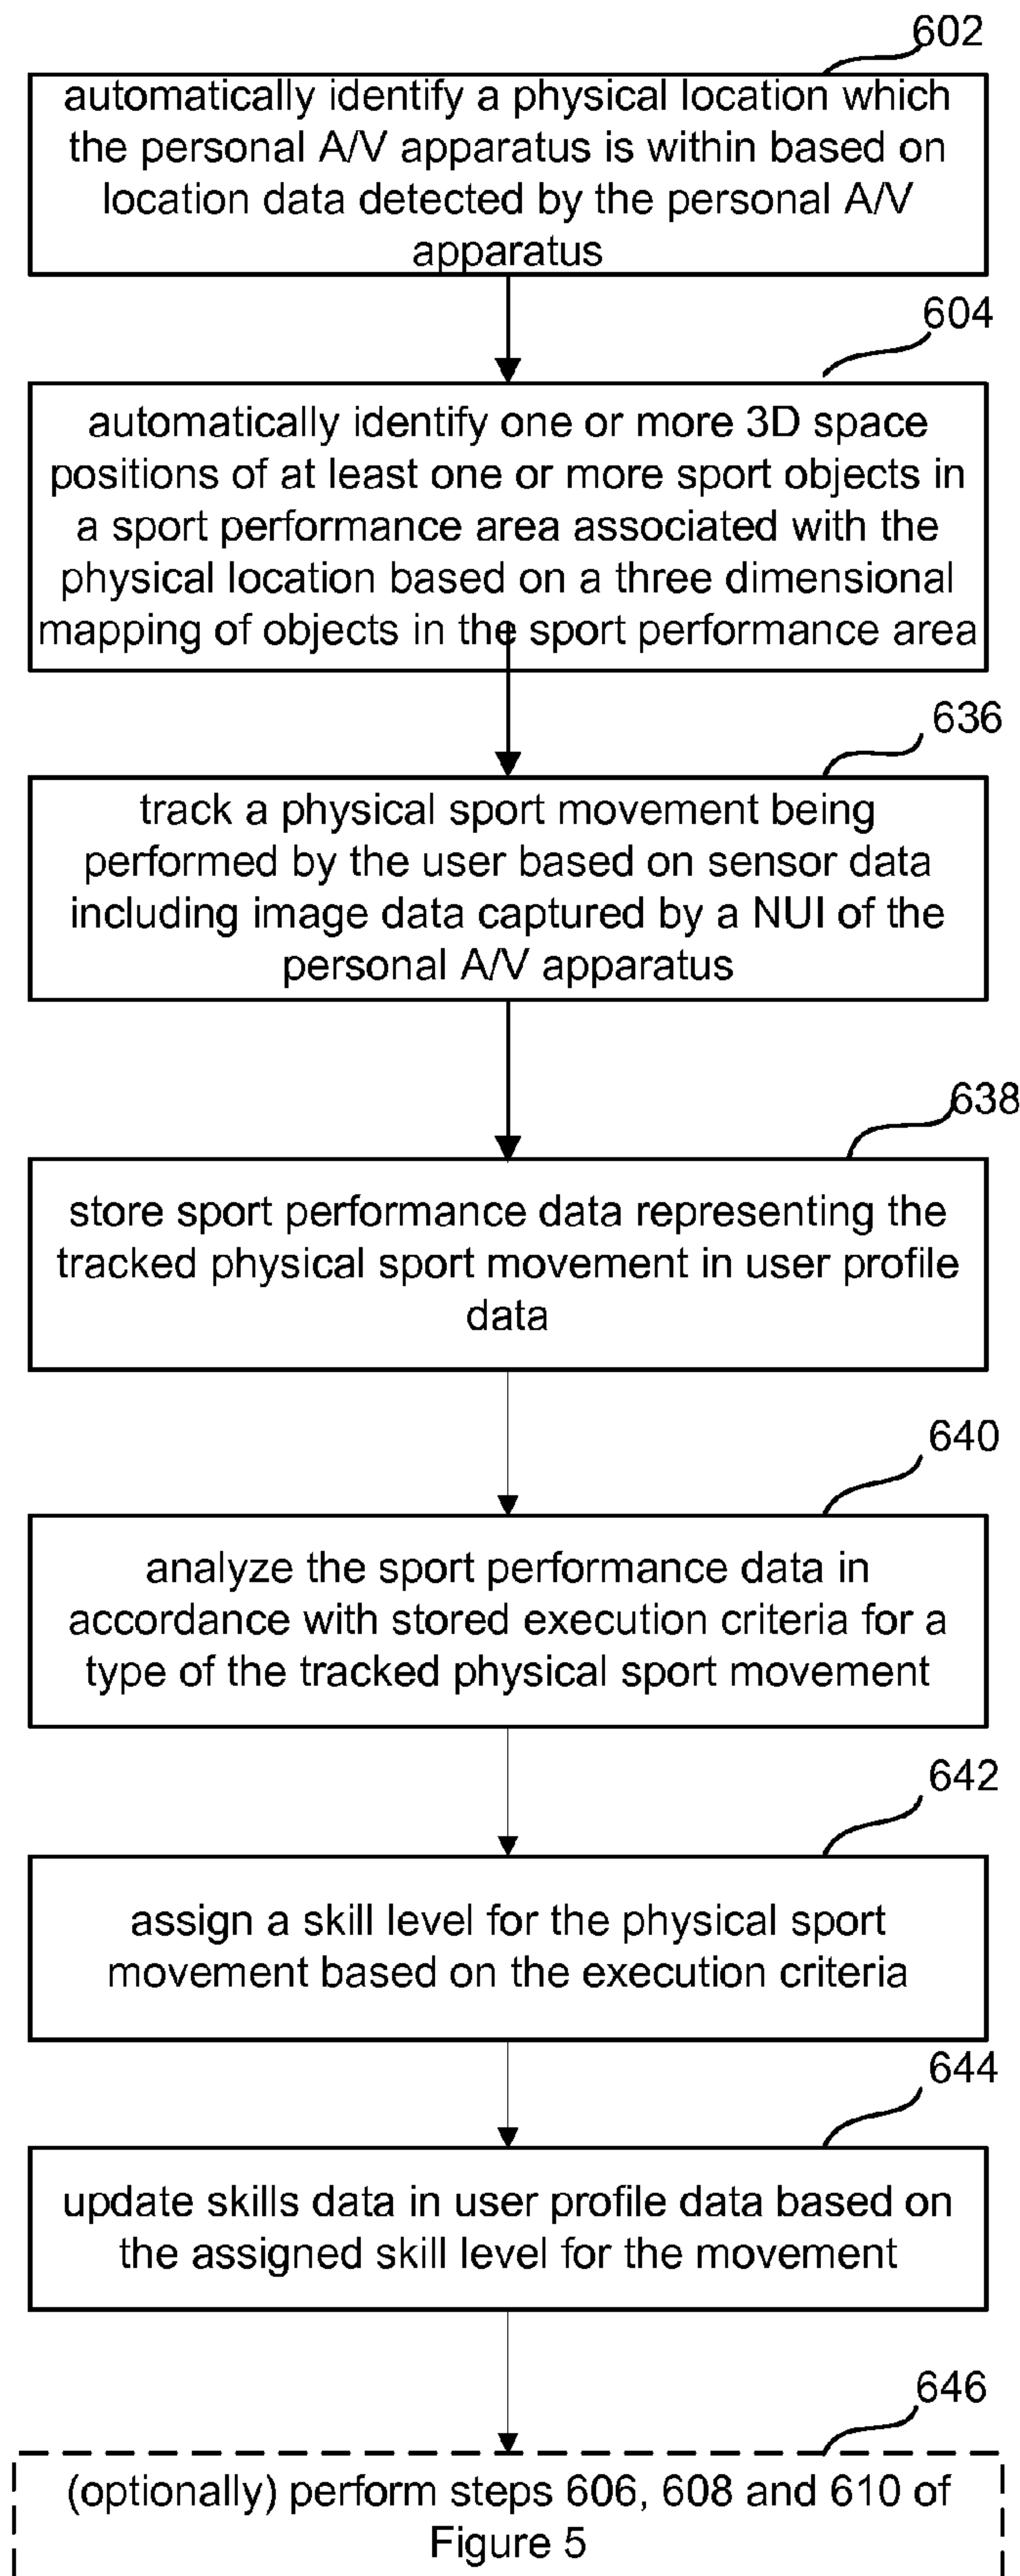 602
automatically identify a physical location which
the personal A/V apparatus is within based on
location data detected by the personal A/V
apparatus
604
automatically identify one or more 3D space
positions of at least one or more sport objects in
a sport performance area associated with the
physical location based on a three dimensional
mapping of objects in the sport performance area
636
track a physical sport movement being
performed by the user based on sensor data
including image data captured by a NUI of the
personal A/V apparatus
638
store sport performance data representing the
tracked physical sport movement in user profile
data
640
analyze the sport performance data in
accordance with stored execution criteria for a
type of the tracked physical sport movement
642
assign a skill level for the physical sport
movement based on the execution criteria
644
update skills data in user profile data based on
the assigned skill level for the movement
646
(optionally) perform steps 606, 608 and 610 of
Figure 5